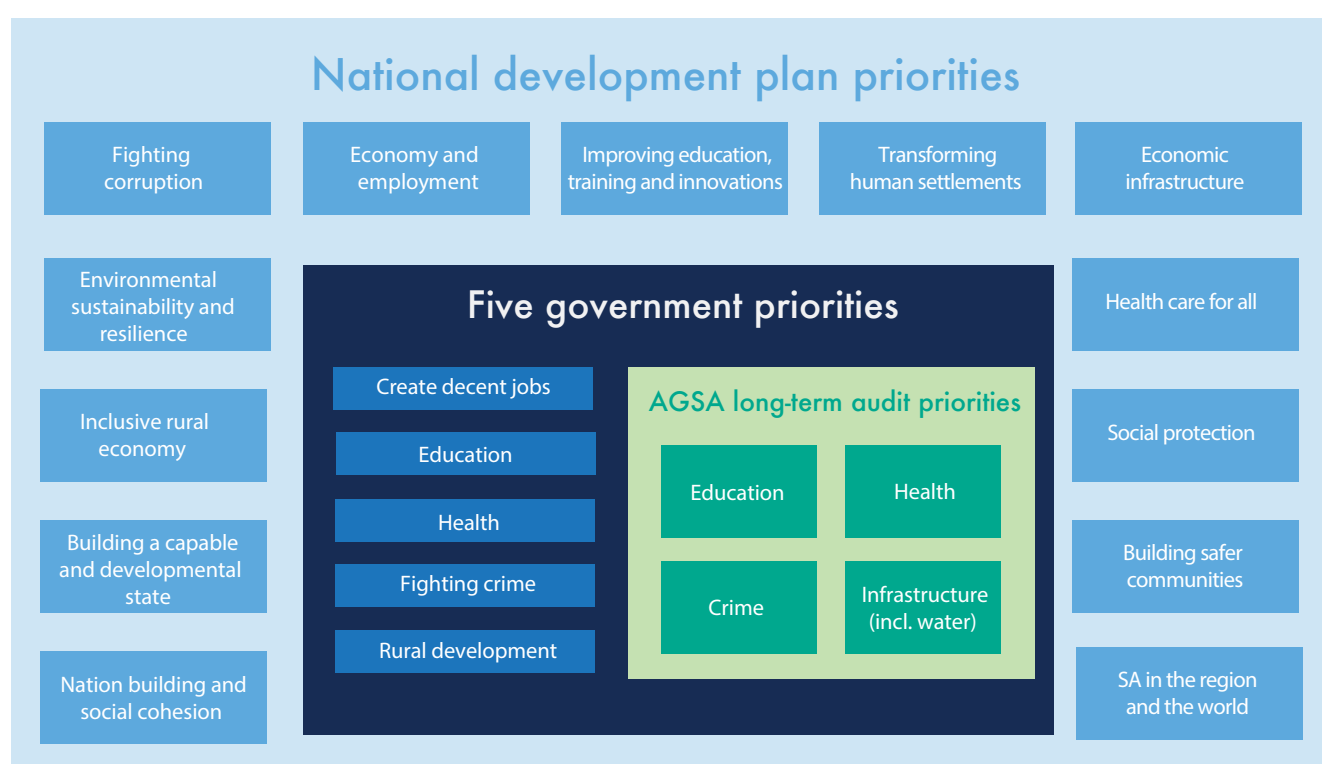 National development plan priorities
Fighting
corruption
Economy and
employment
Improving education,
training and innovations
Transforming
human settlements
Economic
infrastructure
Environmental
sustainability and
resilience
Inclusive rural
economy
Building a capable
and developmental
state
Nation building and
social cohesion
Five government priorities
Create decent jobs
Education
Health
Fighting crime
Rural development
AGSA long-term audit priorities
Education
Health
Crime
Infrastructure
(incl. water)
Health care for all
Social protection
Building safer
communities
SA in the region
and the world